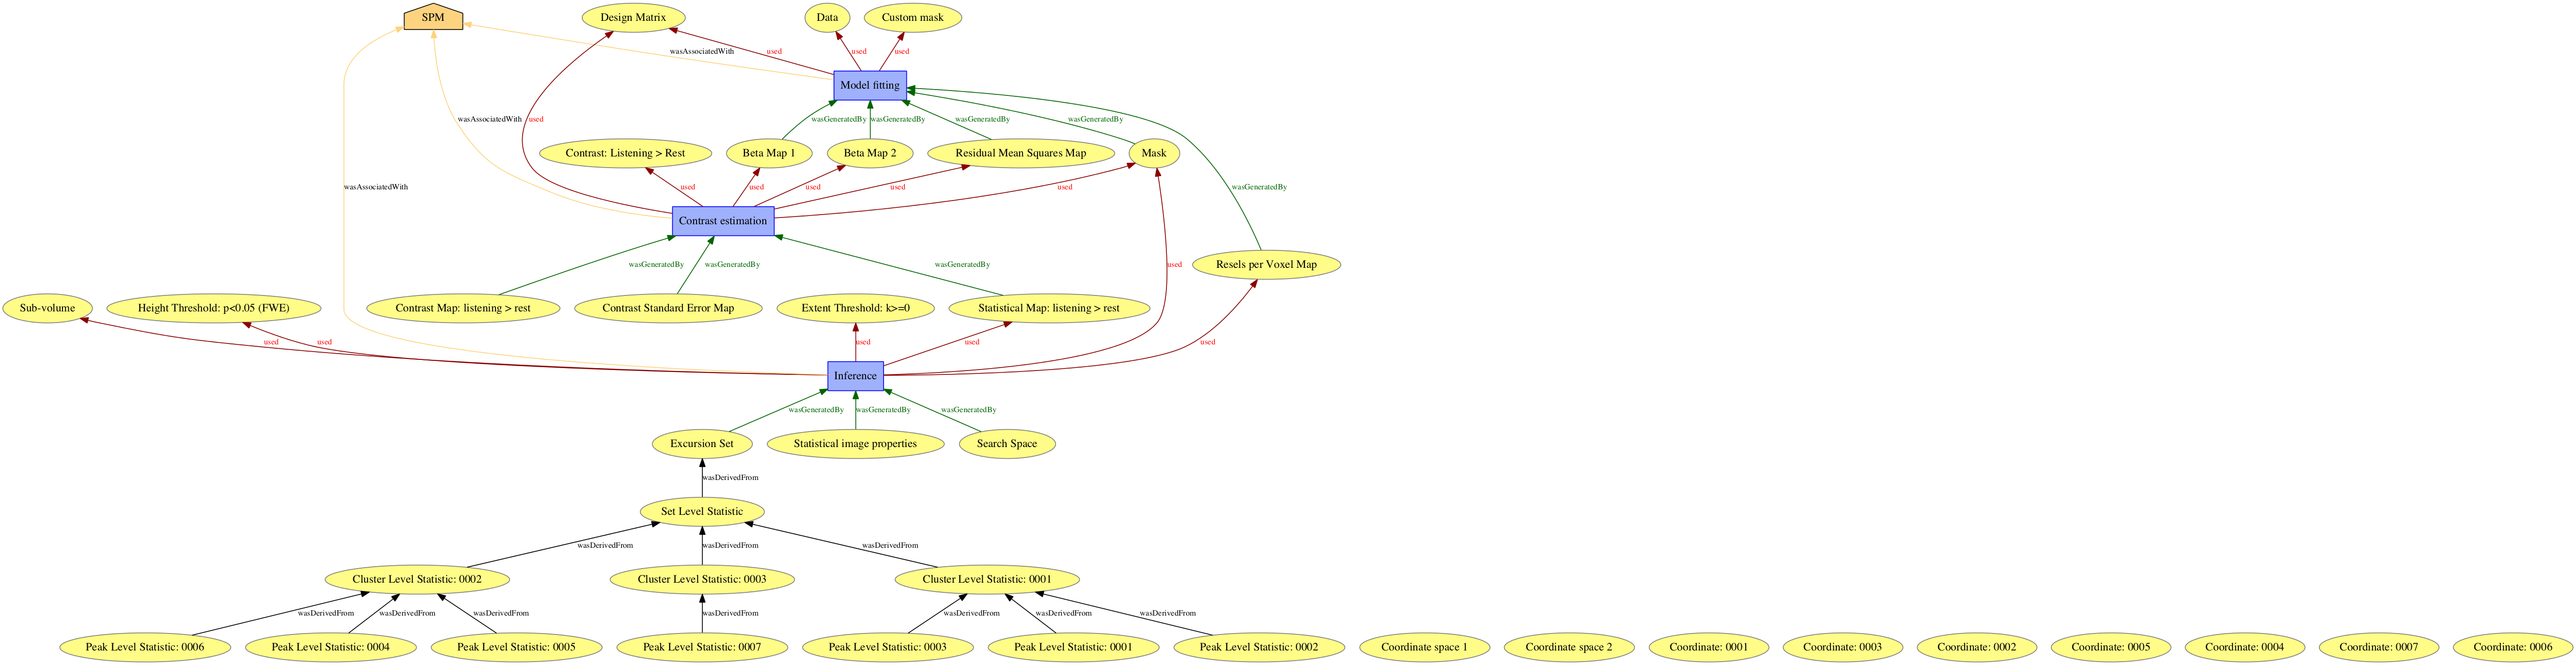 SPM
Design Matrix
Data
Custom mask
wasAssociatedWith
used
used
used
Model fitting
wasAssociatedWith
used
wasGeneratedBy
wasGeneratedBy
wasGeneratedBy
wasGeneratedBy
Contrast: Listening > Rest
Beta Map 1
Beta Map 2
Residual Mean Squares Map
Mask
wasAssociatedWith
used
used
used
used
used
wasGeneratedBy
Contrast estimation
wasGeneratedBy
wasGeneratedBy
wasGeneratedBy
used
Resels per Voxel Map
Sub-volume
Height Threshold: p<0.05 (FWE)
Contrast Map: listening > rest
Contrast Standard Error Map
Extent Threshold: k>=0
Statistical Map: listening > rest
used
used
used
used
used
Inference
wasGeneratedBy
wasGeneratedBy
wasGeneratedBy
Excursion Set
Statistical image properties
Search Space
wasDerivedFrom
Set Level Statistic
wasDerivedFrom
wasDerivedFrom
wasDerivedFrom
Cluster Level Statistic: 0002
Cluster Level Statistic: 0003
Cluster Level Statistic: 0001
wasDerivedFrom
wasDerivedFrom
wasDerivedFrom
wasDerivedFrom
wasDerivedFrom
wasDerivedFrom
wasDerivedFrom
Peak Level Statistic: 0006
Peak Level Statistic: 0004
Peak Level Statistic: 0005
Peak Level Statistic: 0007
Peak Level Statistic: 0003
Peak Level Statistic: 0001
Peak Level Statistic: 0002
Coordinate space 1
Coordinate space 2
Coordinate: 0001
Coordinate: 0003
Coordinate: 0002
Coordinate: 0005
Coordinate: 0004
Coordinate: 0007
Coordinate: 0006